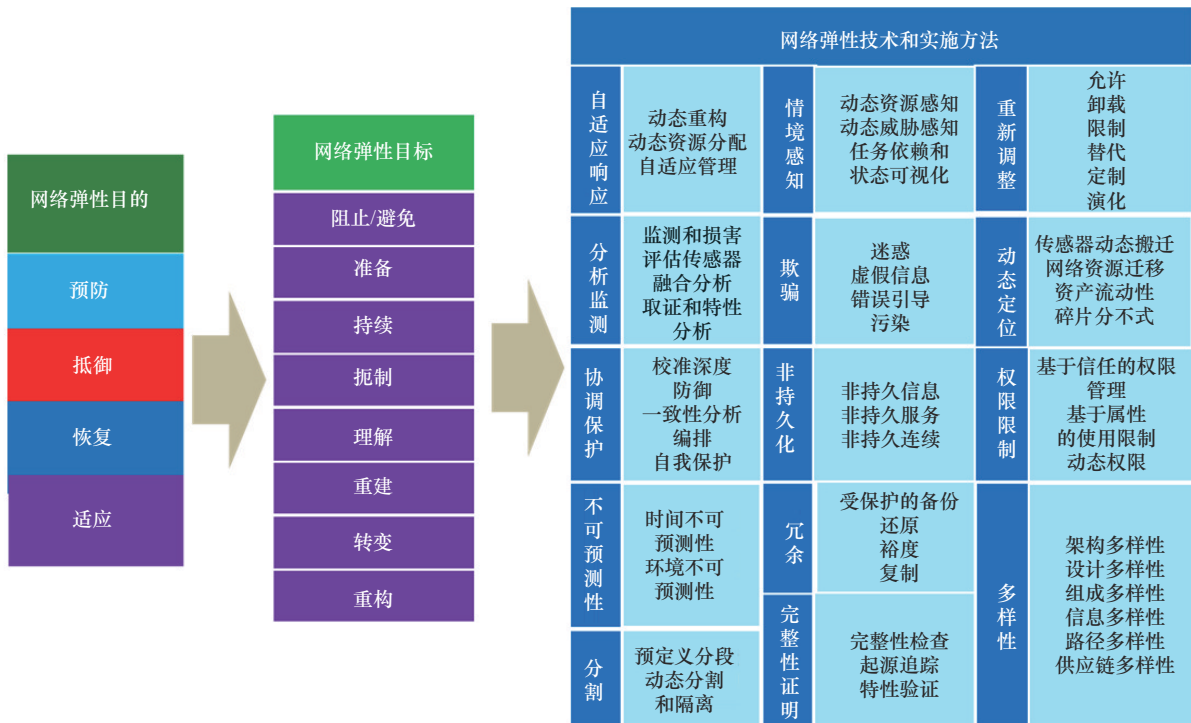 网络弹性目的
预防
抵御
恢复
适应
网络弹性目标
阻止/避免
准备
持续
扼制
理解
重建
转变
重构
网络弹性技术和实施方法
自适应响应
动态重构
动态资源分配
自适应管理
情境感知
动态资源感知
动态威胁感知
任务依赖和
状态可视化
重新调整
允许
卸载
限制
替代
定制
演化
分析监测
监测和损害
评估传感器
融合分析
取证和特性
分析
欺骗
迷惑
虚假信息
错误引导
污染
动态定位
传感器动态搬迁
网络资源迁移
资产流动性
碎片分不式
协调保护
校准深度
防御
一致性分析
编排
自我保护
非持久化
非持久信息
非持久服务
非持久连续
权限限制
基于信任的权限
管理
基于属性
的使用限制
动态权限
不可预测性
时间不可
预测性
环境不可
预测性
冗余
受保护的备份
还原
裕度
复制
多样性
架构多样性
设计多样性
组成多样性
信息多样性
路径多样性
供应链多样性
分割
预定义分段
动态分割
和隔离
完整性证明
完整性检查
起源追踪
特性验证